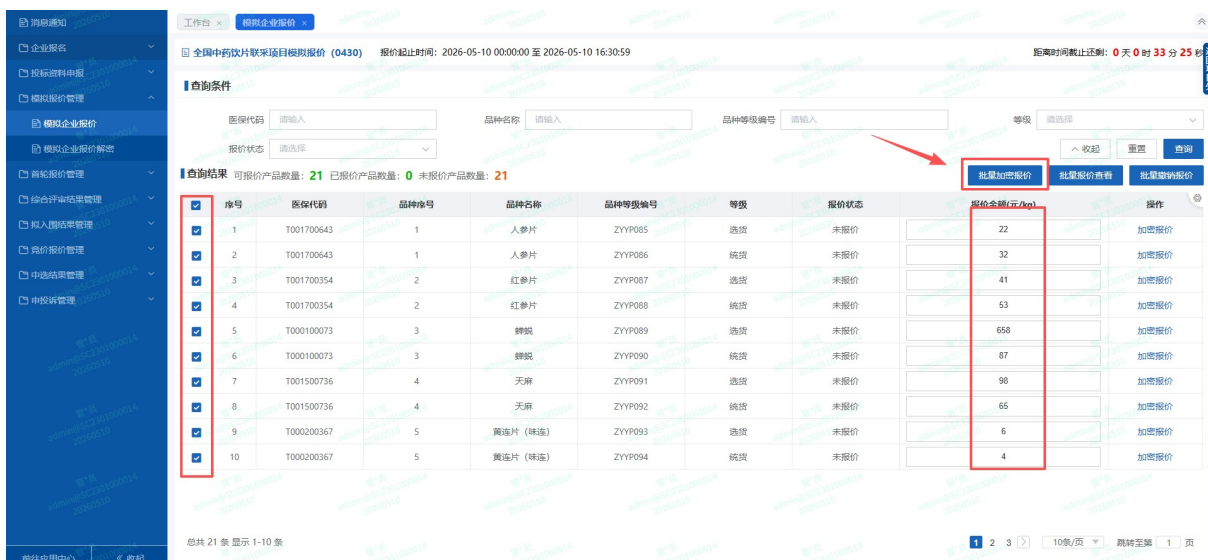 消息通知
企业报名
投标资料申报
模拟报价管理
模拟企业报价
模拟企业报价解密
首轮报价管理
综合评审结果管理
拟入围结果管理
竞价报价管理
中选结果管理
申投诉管理
前往应用中心 收起
工作台 × 模拟企业报价 ×
全国中药饮片联采项目模拟报价（0430） 报价起止时间：2026-05-10 00:00:00 至 2026-05-10 16:30:59 距离时间截止还剩：0 天 0 时 33 分 25 秒
查询条件
医保代码 请输入 品种名称 请输入 品种等级编号 请输入 等级 请选择
报价状态 请选择 收起 重置 查询
查询结果 可报价产品数量：21 已报价产品数量：0 未报价产品数量：21 批量加密报价 批量报价查看 批量撤销报价
序号 医保代码 品种序号 品种名称 品种等级编号 等级 报价状态 报价金额(元/kg) 操作
1 T001700643 1 人参片 ZYYP085 选货 未报价 22 加密报价
2 T001700643 1 人参片 ZYYP086 统货 未报价 32 加密报价
3 T001700354 2 红参片 ZYYP087 选货 未报价 41 加密报价
4 T001700354 2 红参片 ZYYP088 统货 未报价 53 加密报价
5 T000100073 3 蝉蜕 ZYYP089 选货 未报价 658 加密报价
6 T000100073 3 蝉蜕 ZYYP090 统货 未报价 87 加密报价
7 T001500736 4 天麻 ZYYP091 选货 未报价 98 加密报价
8 T001500736 4 天麻 ZYYP092 统货 未报价 65 加密报价
9 T000200367 5 黄连片（味连） ZYYP093 选货 未报价 6 加密报价
10 T000200367 5 黄连片（味连） ZYYP094 统货 未报价 4 加密报价
总共 21 条 显示 1-10 条 1 2 3 10条/页 跳转至第 1 页